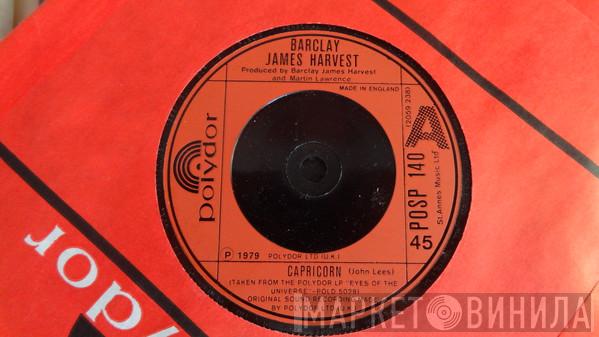 BARCLAY
JAMES HARVEST
Produced by Barclay James Harvest
and Martin Lawrence
MADE IN ENGLAND
(2059 238)
A
polydor
St. Annes Music Ltd
POSP 140
45
P 1979 POLYDOR LTD (U.K.)
CAPRICORN (John Lees)
(TAKEN FROM THE POLYDOR LP "EYES OF THE
UNIVERSE"-POLD 5029)
ORIGINAL SOUND RECORDING MADE
BY POLYDOR LTD
ydor
МАРКЕТ ВИНИЛА